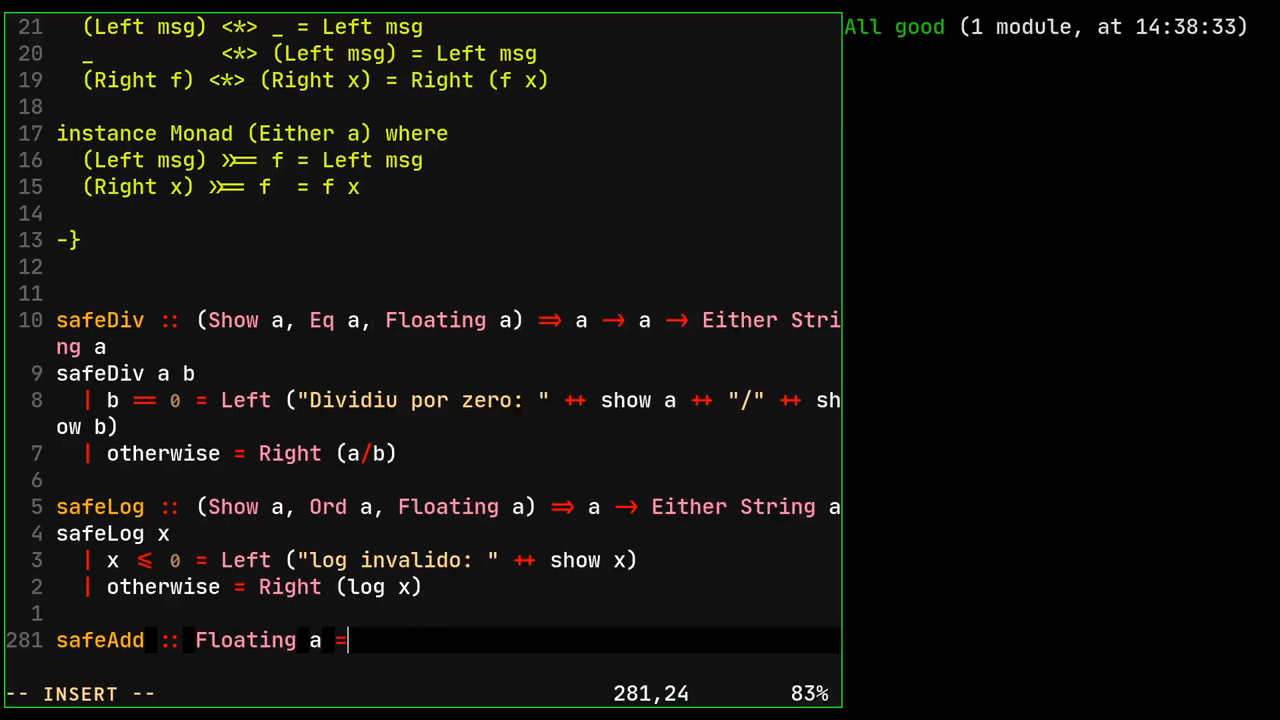 21   (Left msg) <*> _ = Left msg
20   _          <*> (Left msg) = Left msg
19   (Right f) <*> (Right x) = Right (f x)
18
17 instance Monad (Either a) where
16   (Left msg) >>= f = Left msg
15   (Right x) >>= f  = f x
14
13 -}
12
11
10 safeDiv :: (Show a, Eq a, Floating a) => a -> a -> Either Stri
ng a
9 safeDiv a b
8   | b == 0 = Left ("Dividiu por zero: " ++ show a ++ "/" ++ sh
ow b)
7   | otherwise = Right (a/b)
6
5 safeLog :: (Show a, Ord a, Floating a) => a -> Either String a
4 safeLog x
3   | x <= 0 = Left ("log invalido: " ++ show x)
2   | otherwise = Right (log x)
1
281 safeAdd :: Floating a =
-- INSERT -- 281,24 83%
All good (1 module, at 14:38:33)